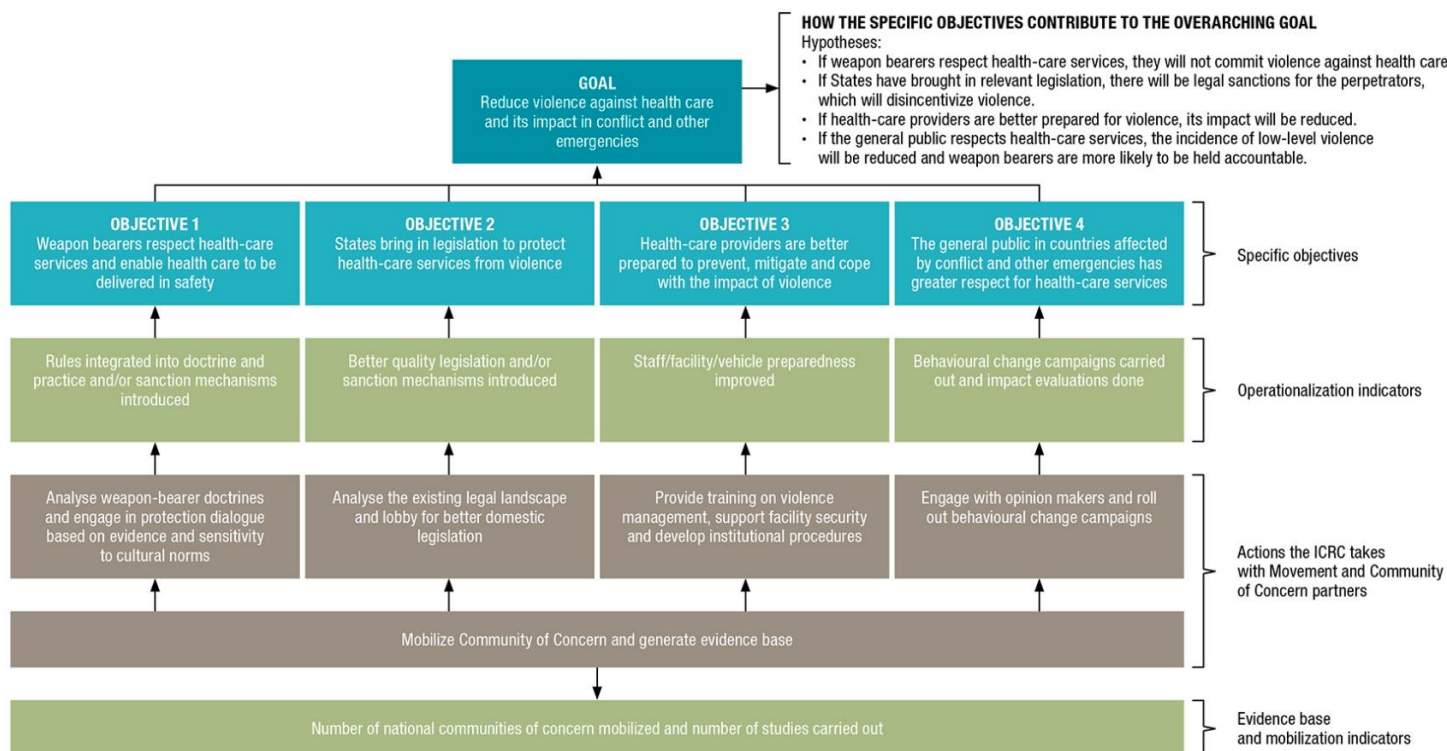 HOW THE SPECIFIC OBJECTIVES CONTRIBUTE TO THE OVERARCHING GOAL
Hypotheses:
• If weapon bearers respect health-care services, they will not commit violence against health care
• If States have brought in relevant legislation, there will be legal sanctions for the perpetrators,
which will disincentivize violence.
• If health-care providers are better prepared for violence, its impact will be reduced.
• If the general public respects health-care services, the incidence of low-level violence
will be reduced and weapon bearers are more likely to be held accountable.
GOAL
Reduce violence against health care
and its impact in conflict and other
emergencies
OBJECTIVE 1
Weapon bearers respect health-care
services and enable health care to be
delivered in safety
OBJECTIVE 2
States bring in legislation to protect
health-care services from violence
OBJECTIVE 3
Health-care providers are better
prepared to prevent, mitigate and cope
with the impact of violence
OBJECTIVE 4
The general public in countries affected
by conflict and other emergencies has
greater respect for health-care services
Specific objectives
Rules integrated into doctrine and
practice and/or sanction mechanisms
introduced
Better quality legislation and/or
sanction mechanisms introduced
Staff/facility/vehicle preparedness
improved
Behavioural change campaigns carried
out and impact evaluations done
Operationalization indicators
Analyse weapon-bearer doctrines
and engage in protection dialogue
based on evidence and sensitivity
to cultural norms
Analyse the existing legal landscape
and lobby for better domestic
legislation
Provide training on violence
management, support facility security
and develop institutional procedures
Engage with opinion makers and roll
out behavioural change campaigns
Actions the ICRC takes
with Movement and Community
of Concern partners
Mobilize Community of Concern and generate evidence base
Number of national communities of concern mobilized and number of studies carried out
Evidence base
and mobilization indicators